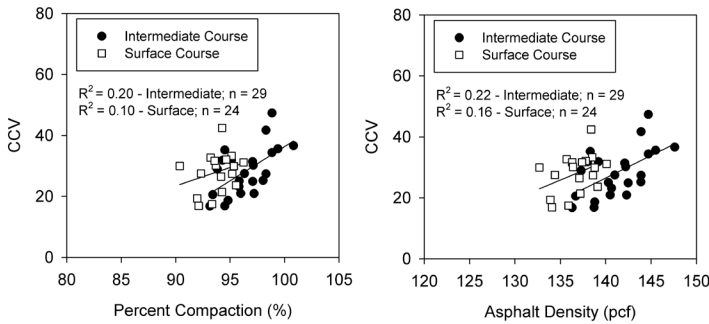 80
60
40
20
0
CCV
Intermediate Course
Surface Course
R² = 0.20 - Intermediate; n = 29
R² = 0.10 - Surface; n = 24
80 85 90 95 100 105
Percent Compaction (%)
80
60
40
20
0
CCV
Intermediate Course
Surface Course
R² = 0.22 - Intermediate; n = 29
R² = 0.16 - Surface; n = 24
120 125 130 135 140 145 150
Asphalt Density (pcf)